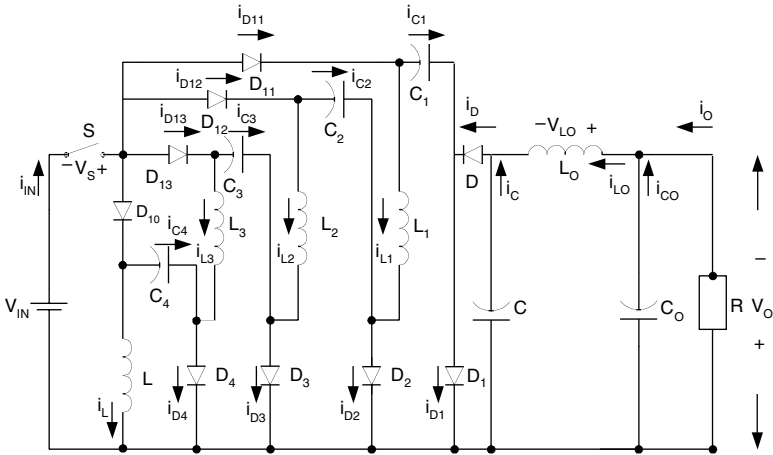 i_D11
i_C1
i_D12
D_11
i_C2
C_1
i_D13
D_12
i_C3
C_2
i_D
−V_LO +
i_O
S
−V_S+
D_13
C_3
D
L_O
i_IN
i_C
i_LO
i_CO
D_10
i_C4
L_3
L_2
L_1
i_L3
i_L2
i_L1
C_4
V_IN
C
C_O
R
−
V_O
+
L
D_4
D_3
D_2
D_1
i_L
i_D4
i_D3
i_D2
i_D1